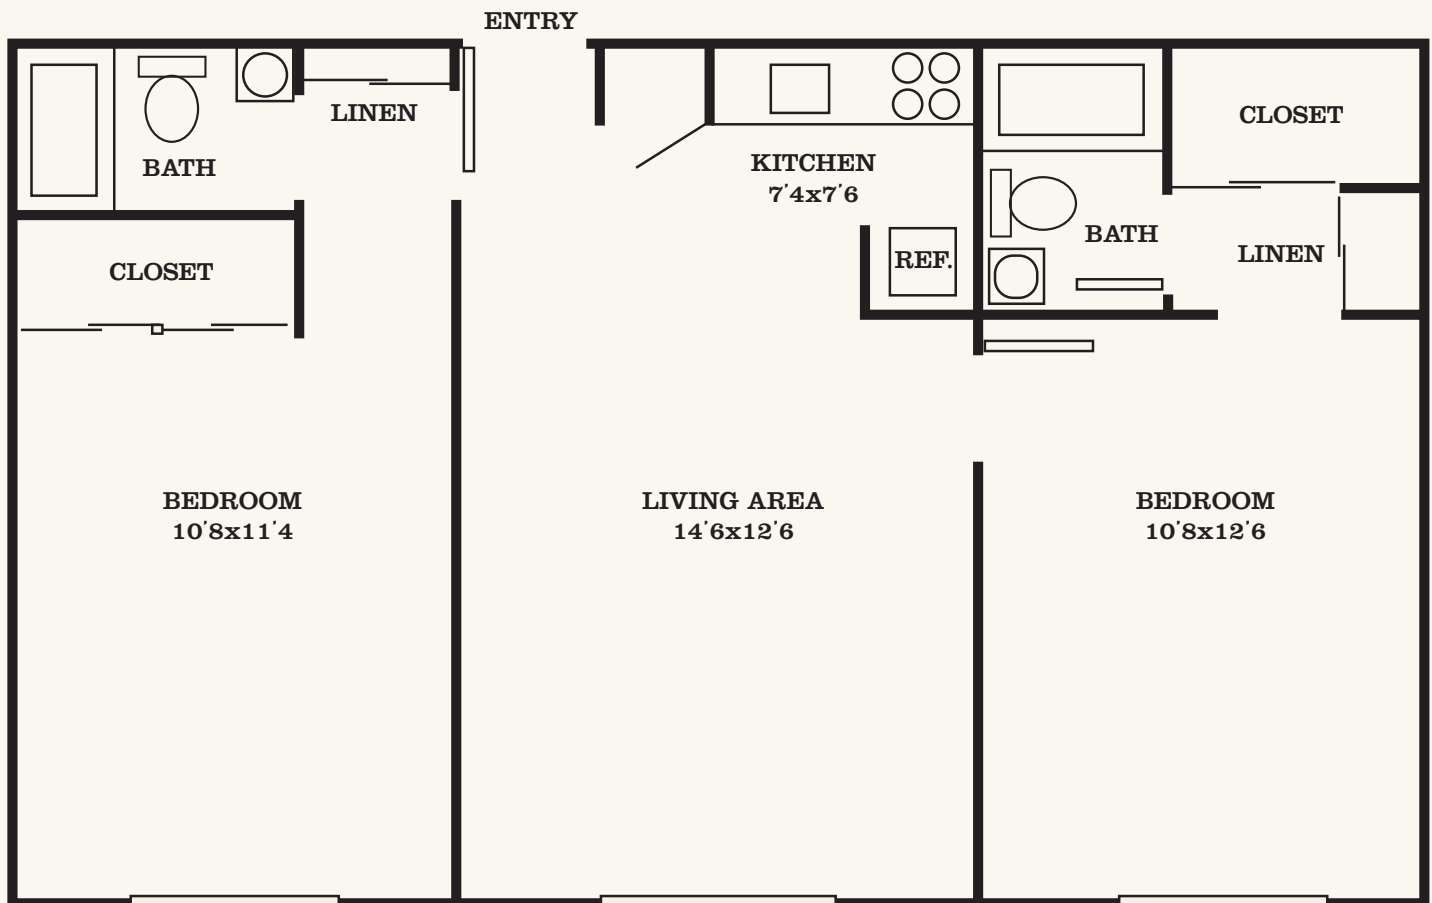 ENTRY
LINEN
BATH
CLOSET
KITCHEN
7'4x7'6
REF.
CLOSET
BATH
LINEN
BEDROOM
10'8x11'4
LIVING AREA
14'6x12'6
BEDROOM
10'8x12'6